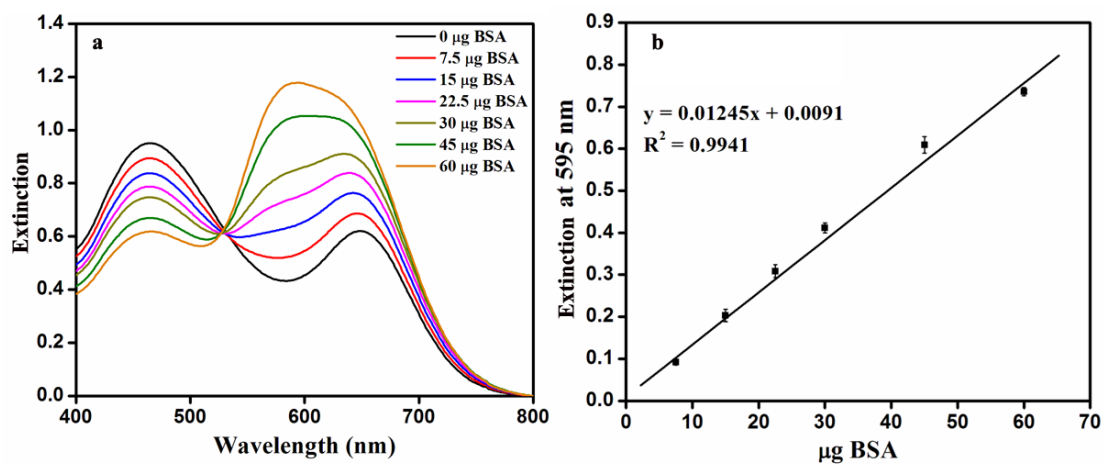 a
0 μg BSA
7.5 μg BSA
15 μg BSA
22.5 μg BSA
30 μg BSA
45 μg BSA
60 μg BSA
1.4
1.2
1.0
0.8
0.6
0.4
0.2
0.0
Extinction
400 500 600 700 800
Wavelength (nm)
b
y = 0.01245x + 0.0091
R² = 0.9941
0.9
0.8
0.7
0.6
0.5
0.4
0.3
0.2
0.1
0.0
Extinction at 595 nm
0 10 20 30 40 50 60 70
μg BSA